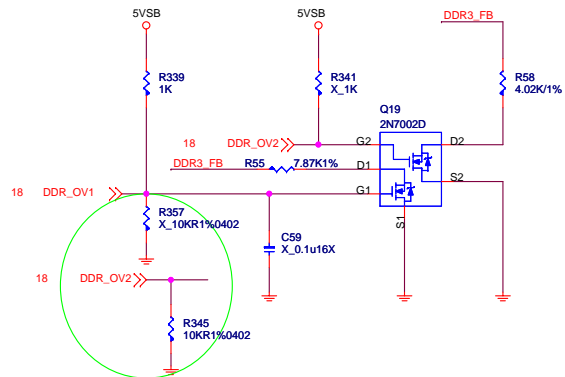 5VSB
5VSB
DDR3_FB
R339
1K
R341
X_1K
R58
4.02K/1%
Q19
2N7002D
18 DDR_OV2
G2
D2
DDR3_FB
R55
7.87K1%
D1
S2
18 DDR_OV1
G1
R357
X_10KR1%0402
S1
C59
X_0.1u16X
18 DDR_OV2
R345
10KR1%0402